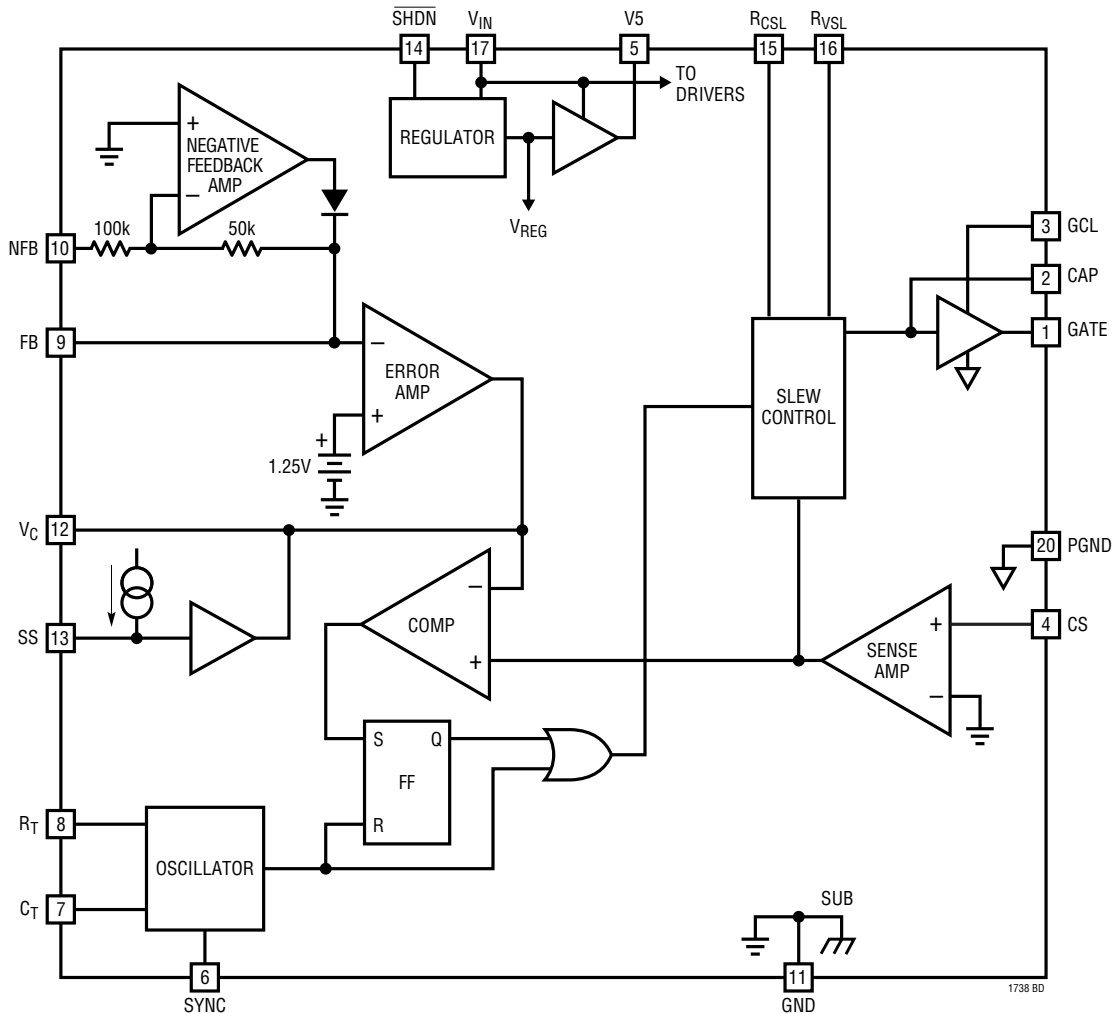 SHDN VIN V5 RCSL RVSL
14 17 5 15 16
TO
DRIVERS
REGULATOR
VREG
+
NEGATIVE
FEEDBACK
AMP
−
100k 50k
NFB 10
FB 9
3 GCL
2 CAP
1 GATE
−
ERROR
AMP
+
+
1.25V
SLEW
CONTROL
VC 12
20 PGND
SS 13
−
COMP
+
4 CS
+
SENSE
AMP
−
S Q
FF
R
RT 8
OSCILLATOR
CT 7
6
SYNC
SUB
11
GND
1738 BD